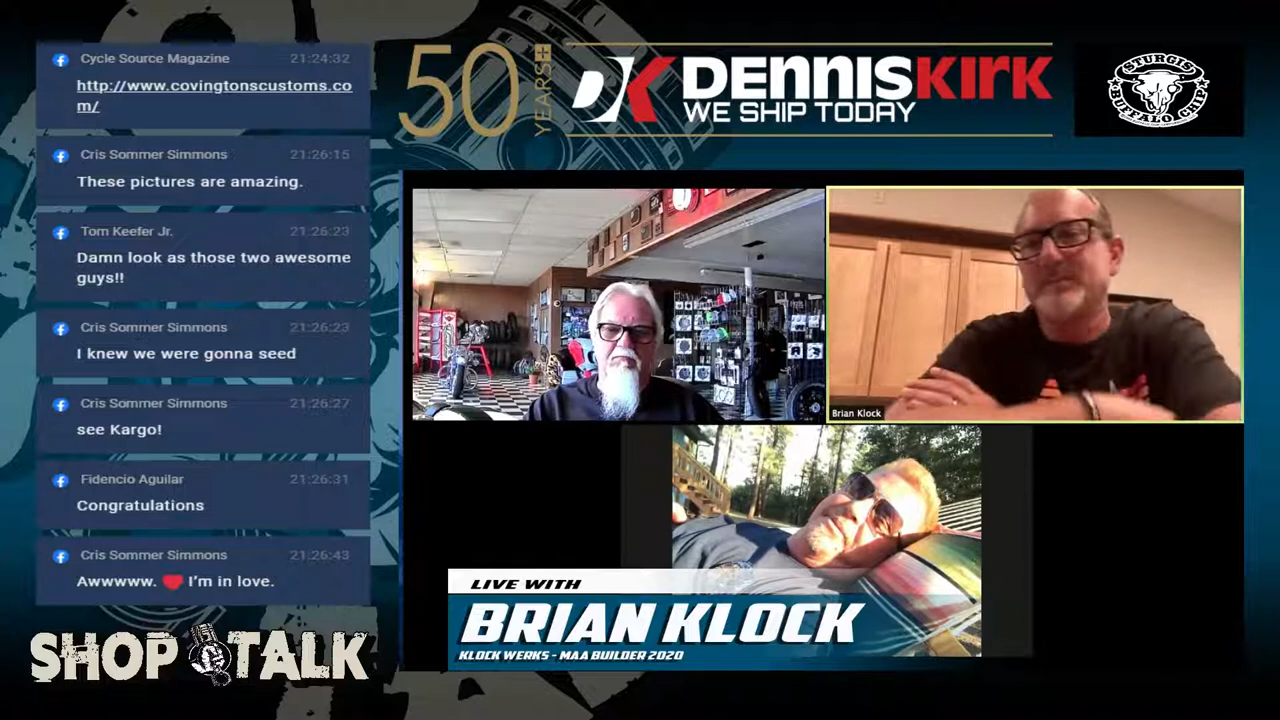 Cycle Source Magazine 21:24:32
http://www.covingtonscustoms.co
m/
Cris Sommer Simmons 21:26:15
These pictures are amazing.
Tom Keefer Jr. 21:26:23
Damn look as those two awesome
guys!!
Cris Sommer Simmons 21:26:23
I knew we were gonna seed
Cris Sommer Simmons 21:26:27
see Kargo!
Fidencio Aguilar 21:26:31
Congratulations
Cris Sommer Simmons 21:26:43
Awwwww. ❤️ I'm in love.
SHOP TALK
50 YEARS+
DK DENNIS KIRK
WE SHIP TODAY
STURGIS
BUFFALO CHIP
Brian Klock
LIVE WITH
BRIAN KLOCK
KLOCK WERKS - MAA BUILDER 2020